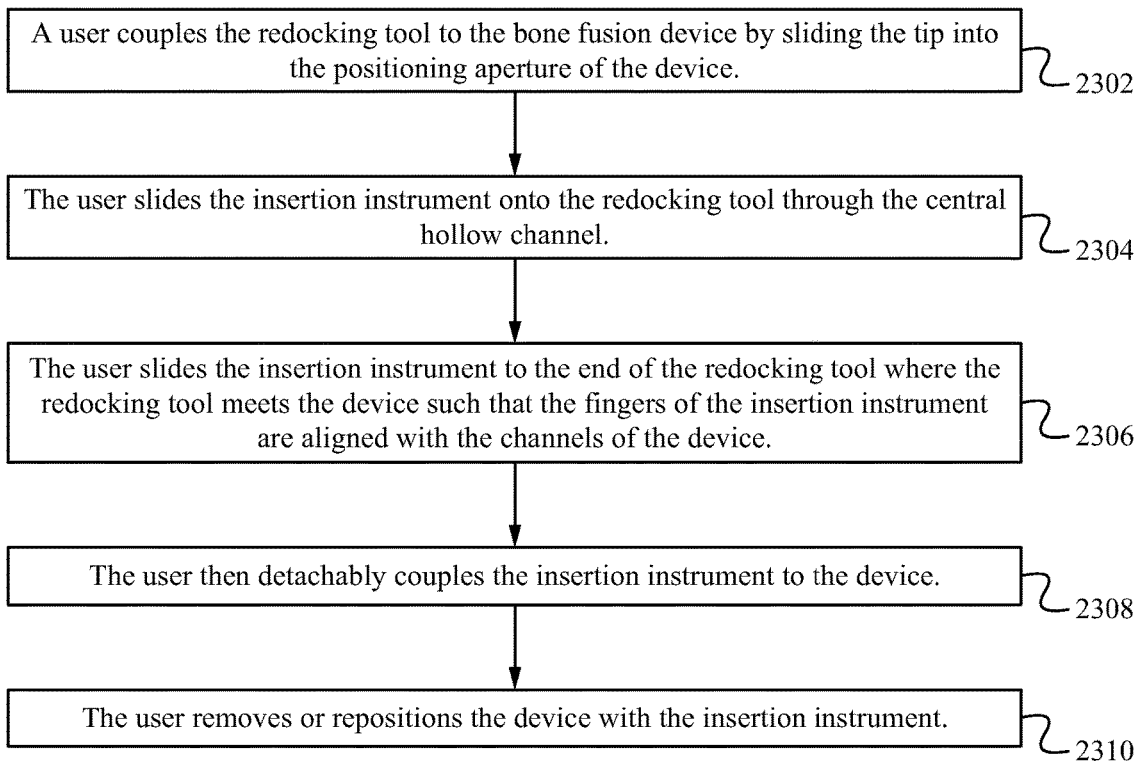 A user couples the redocking tool to the bone fusion device by sliding the tip into
the positioning aperture of the device.
2302
The user slides the insertion instrument onto the redocking tool through the central
hollow channel.
2304
The user slides the insertion instrument to the end of the redocking tool where the
redocking tool meets the device such that the fingers of the insertion instrument
are aligned with the channels of the device.
2306
The user then detachably couples the insertion instrument to the device.
2308
The user removes or repositions the device with the insertion instrument.
2310